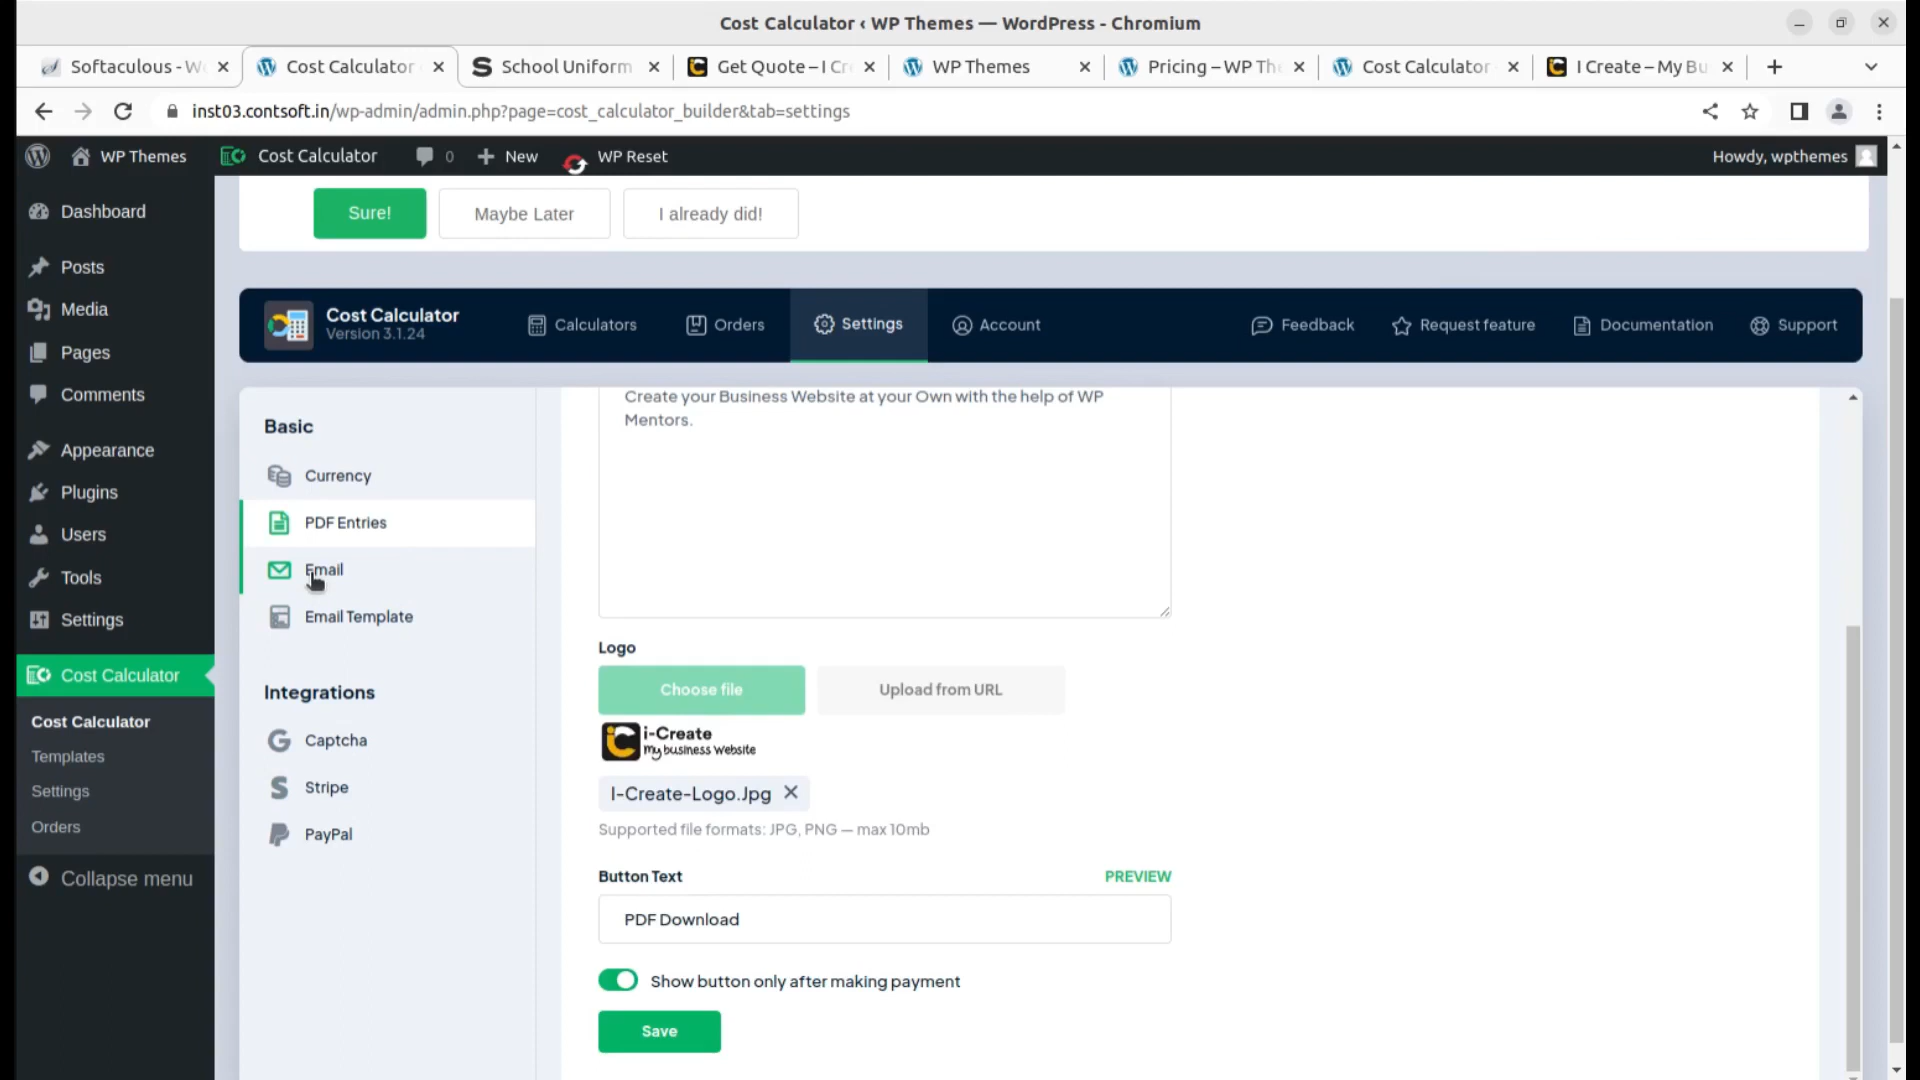 Cost Calculator ‹ WP Themes — WordPress - Chromium
Softaculous - W
Cost Calculator
School Uniform
Get Quote – I Cr
WP Themes
Pricing – WP Th
Cost Calculator
I Create – My Bu
inst03.contsoft.in/wp-admin/admin.php?page=cost_calculator_builder&tab=settings
WP Themes
Cost Calculator
0
New
WP Reset
Howdy, wpthemes
Dashboard
Posts
Media
Pages
Comments
Appearance
Plugins
Users
Tools
Settings
Cost Calculator
Cost Calculator
Templates
Settings
Orders
Collapse menu
Sure!
Maybe Later
I already did!
Cost Calculator
Version 3.1.24
Calculators
Orders
Settings
Account
Feedback
Request feature
Documentation
Support
Basic
Currency
PDF Entries
Email
Email Template
Integrations
Captcha
Stripe
PayPal
Create your Business Website at your Own with the help of WP
Mentors.
Logo
Choose file
Upload from URL
i-Create
my business website
I-Create-Logo.Jpg
Supported file formats: JPG, PNG — max 10mb
Button Text
PREVIEW
PDF Download
Show button only after making payment
Save